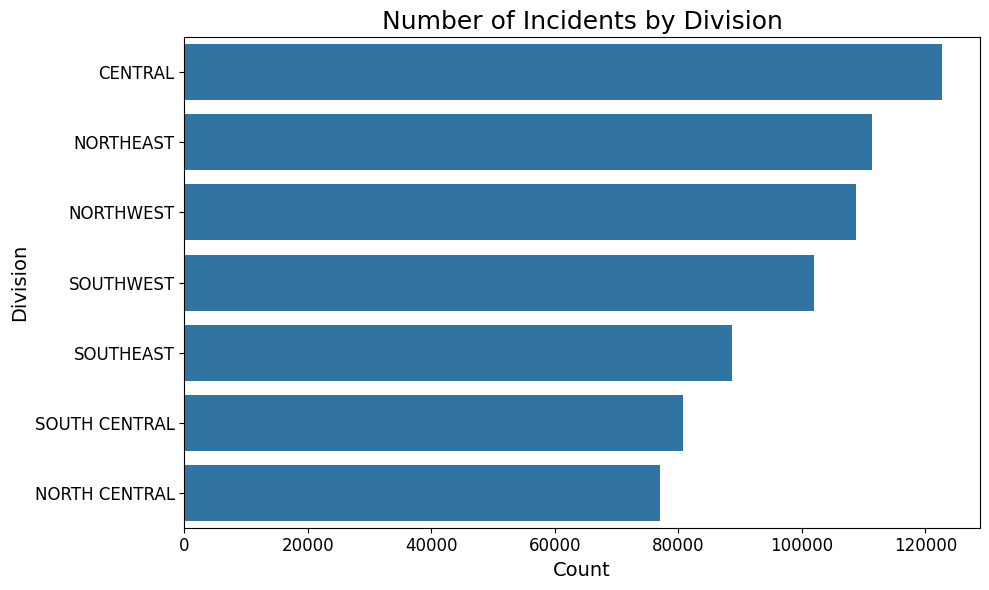 Number of Incidents by Division
CENTRAL
NORTHEAST
NORTHWEST
SOUTHWEST
SOUTHEAST
SOUTH CENTRAL
NORTH CENTRAL
Division
0 20000 40000 60000 80000 100000 120000
Count